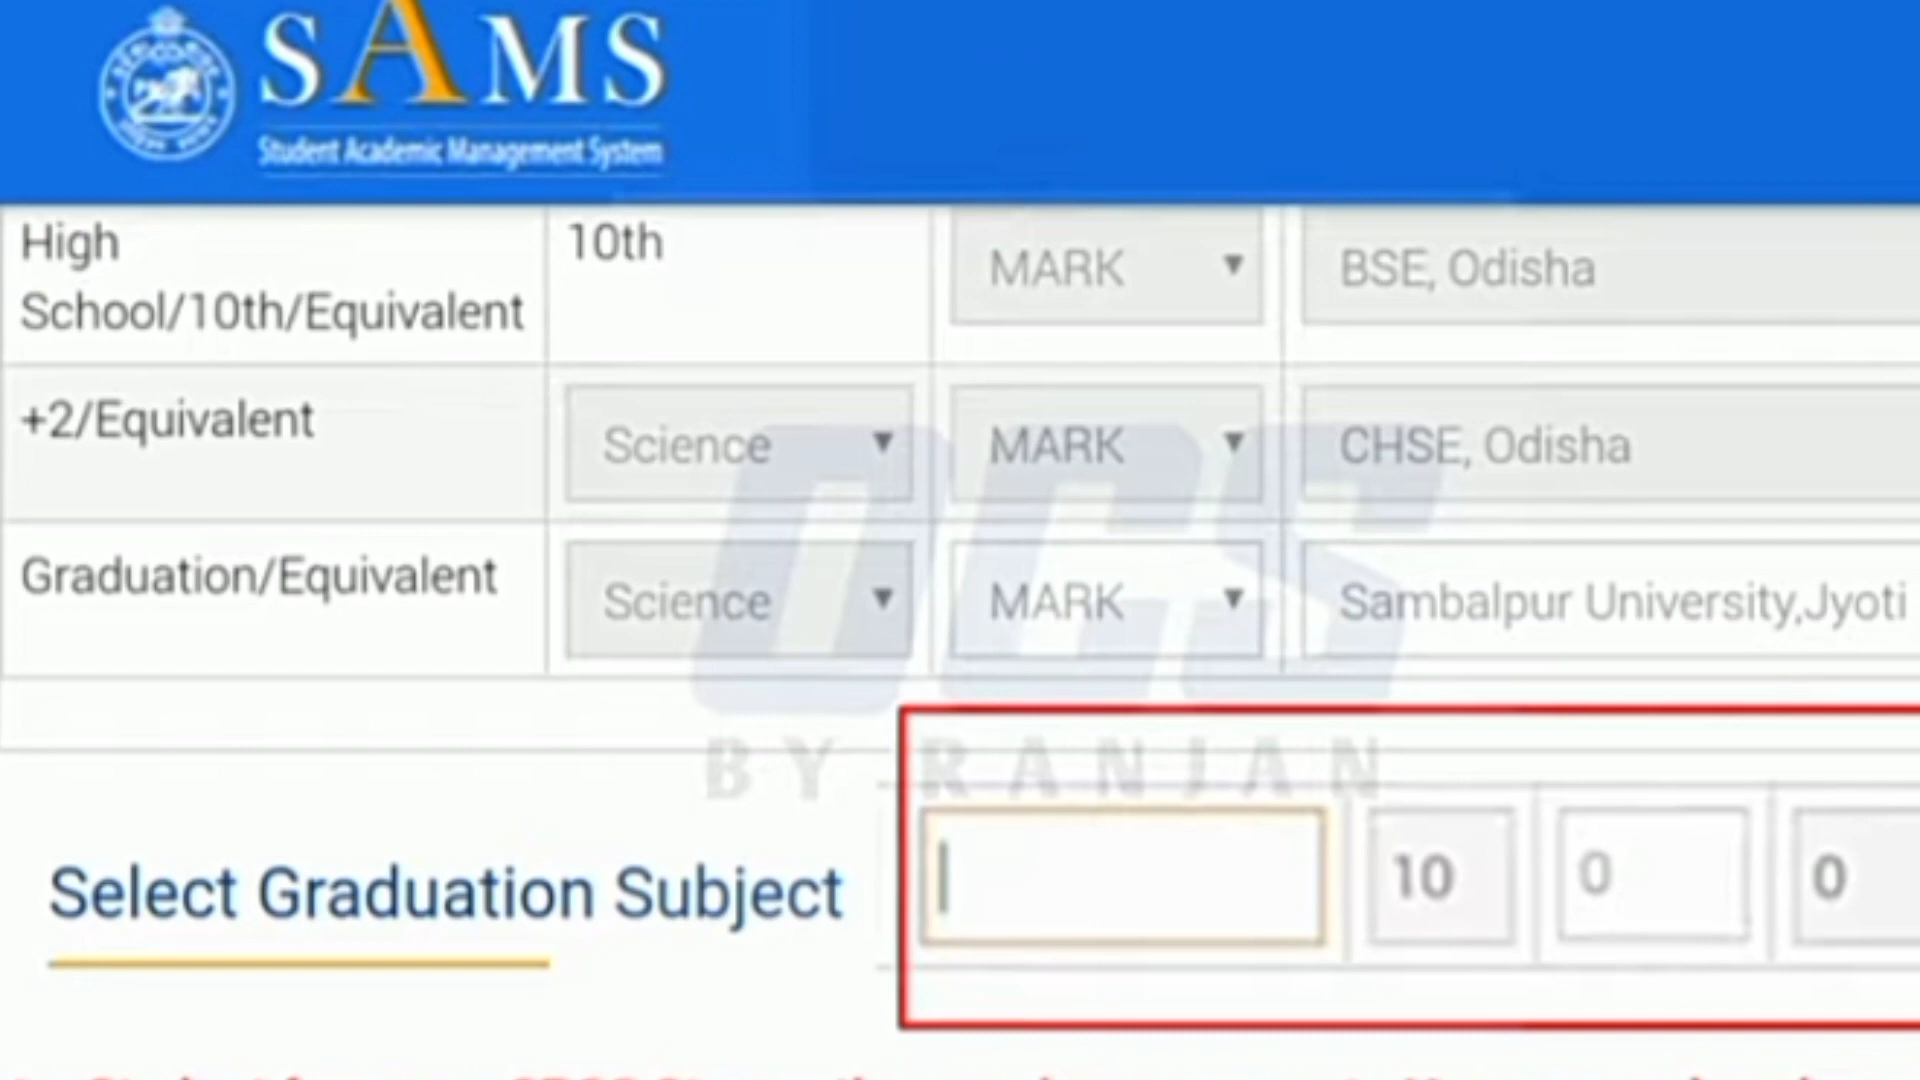 SAMS
Student Academic Management System
High School/10th/Equivalent
10th
MARK
BSE, Odisha
+2/Equivalent
Science
MARK
CHSE, Odisha
Graduation/Equivalent
Science
MARK
Sambalpur University,Jyoti
OCS
BY RANJAN
Select Graduation Subject
10
0
0